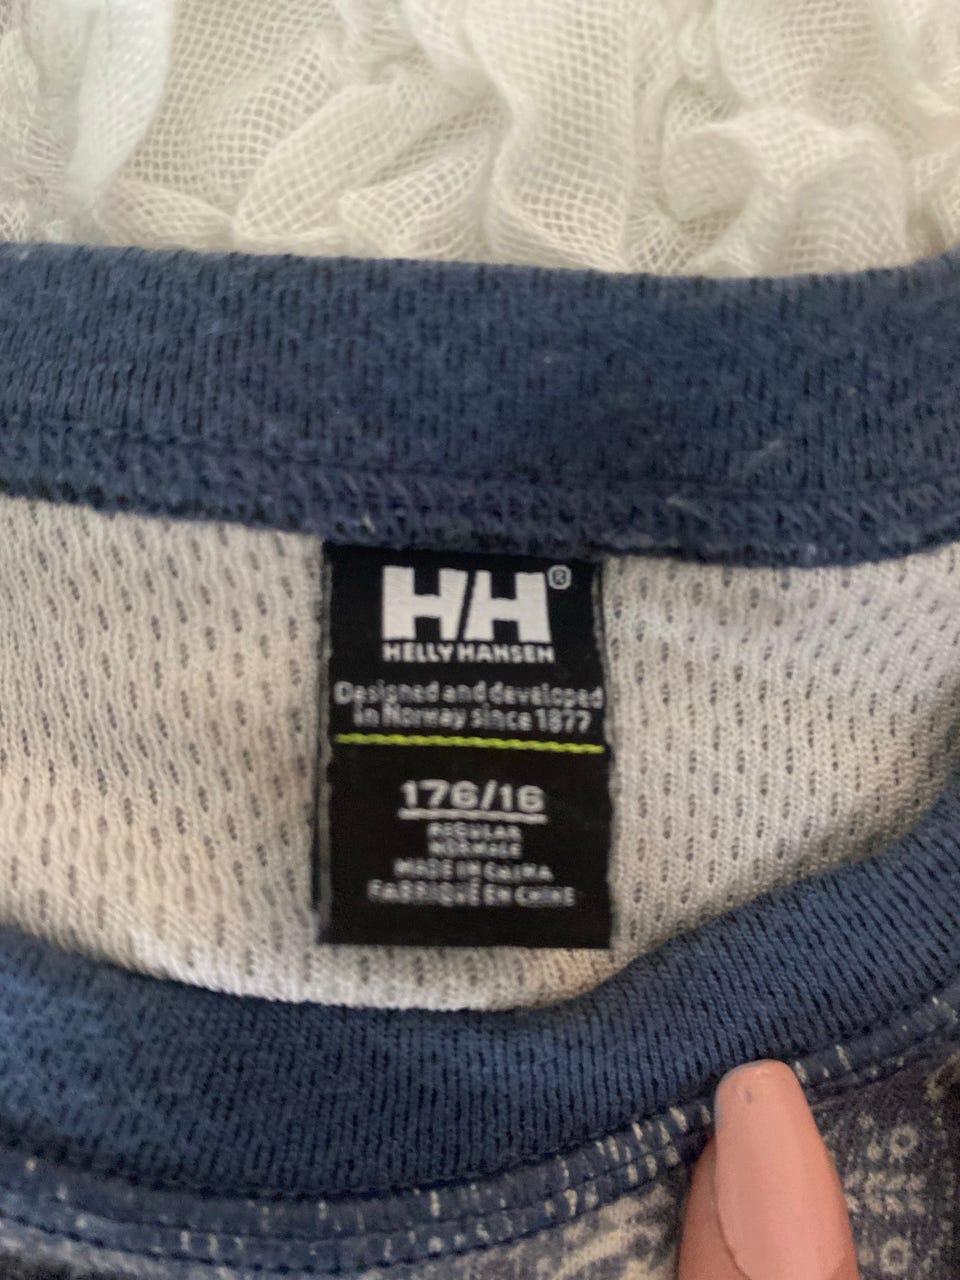 HH®
HELLY HANSEN
Designed and developed
in Norway since 1877
176/16
REGULAR
NORMALE
MADE IN CHINA
FABRIQUÉ EN CHINE